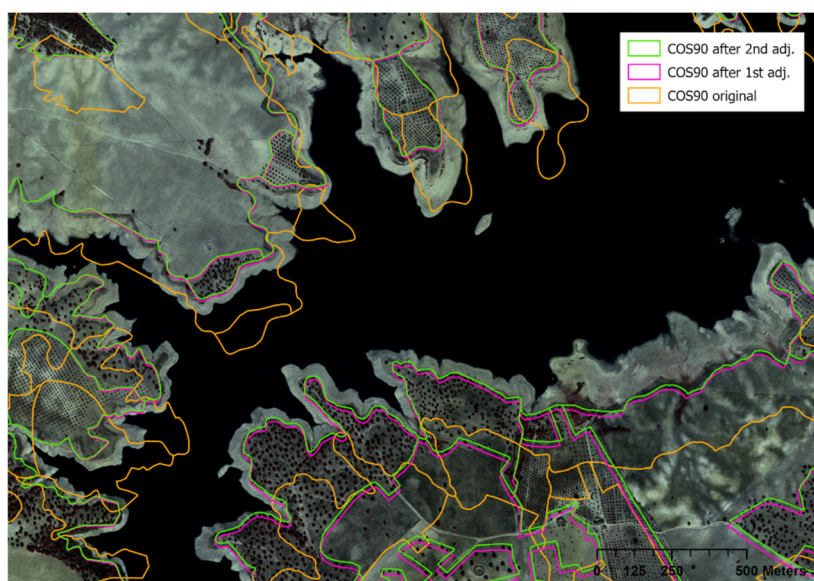 COS90 after 2nd adj.
COS90 after 1st adj.
COS90 original
0 125 250 500 Meters